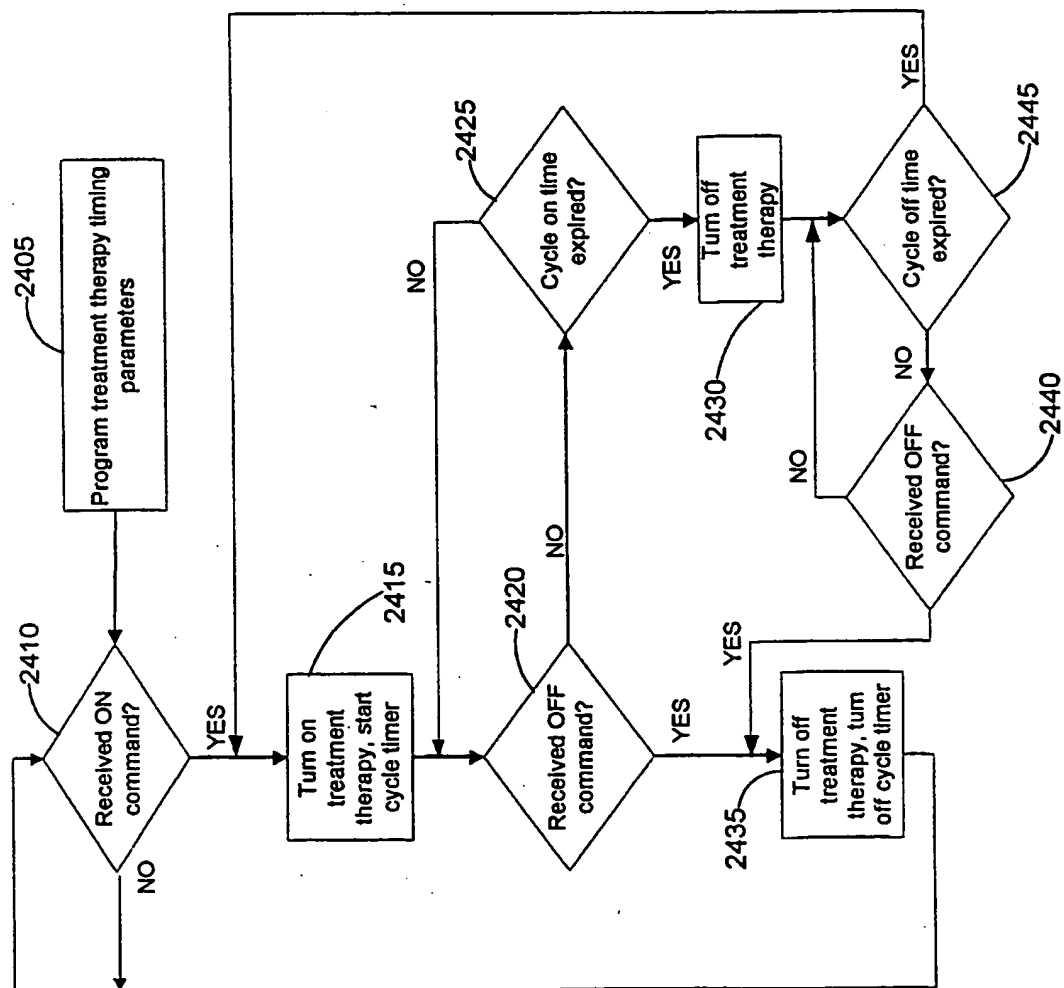 2405
Program treatment therapy timing
parameters
2410
Received ON
command?
YES
NO
2415
Turn on
treatment
therapy, start
cycle timer
2420
Received OFF
command?
NO
YES
2425
Cycle on time
expired?
NO
YES
2430
Turn off
treatment
therapy
2435
Turn off
treatment
therapy, turn
off cycle timer
2440
Received OFF
command?
NO
YES
2445
Cycle off time
expired?
NO
YES